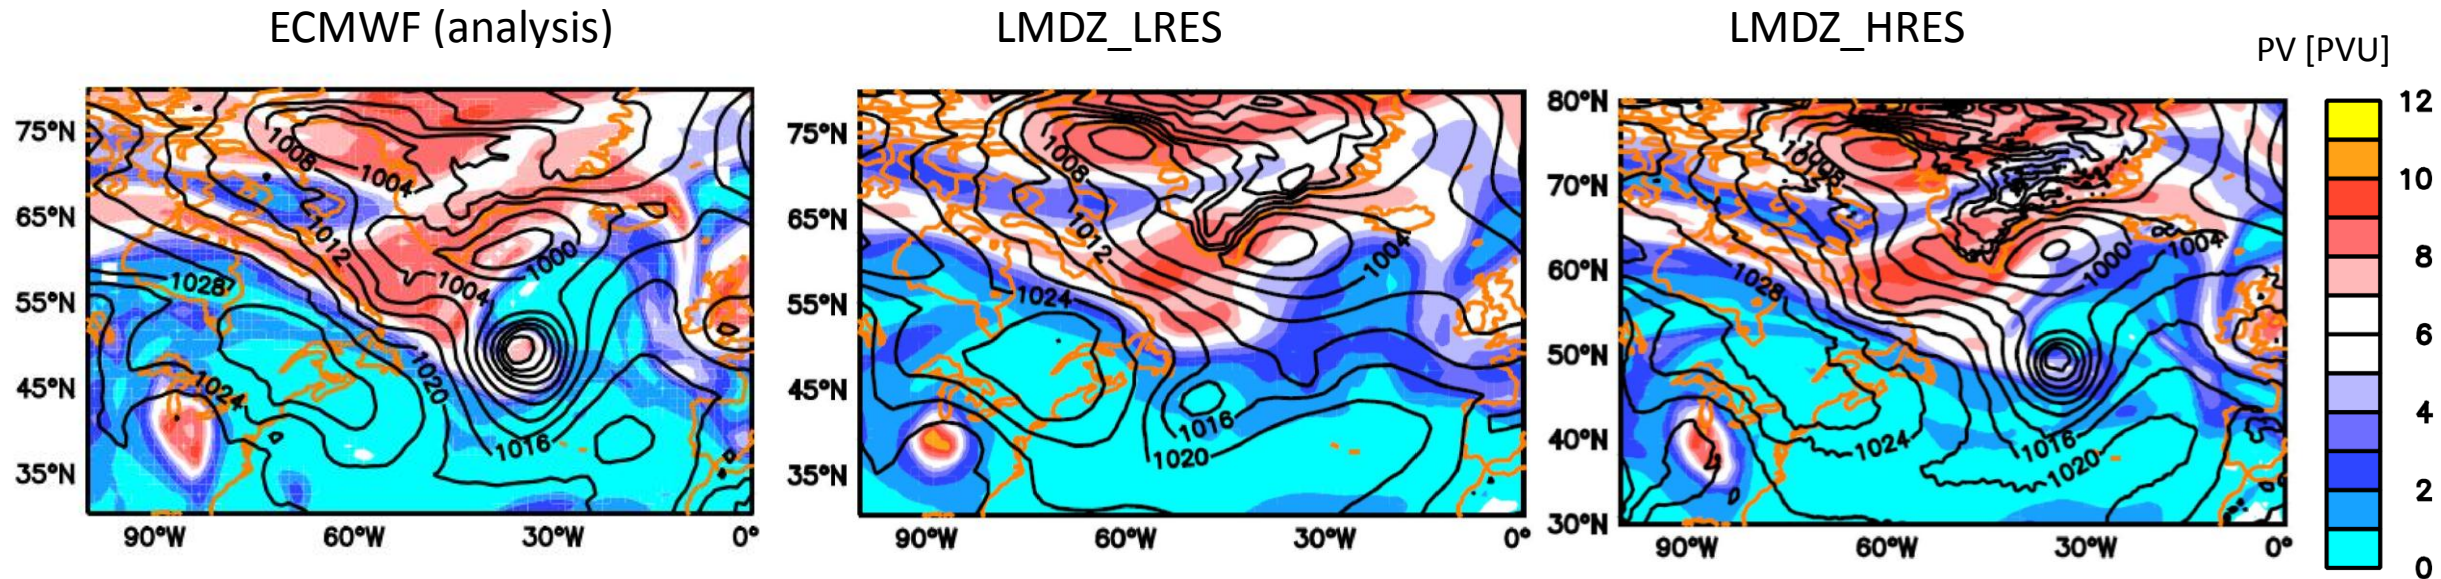 ECMWF (analysis)
LMDZ_LRES
LMDZ_HRES
PV [PVU]
75°N
65°N
55°N
45°N
35°N
90°W
60°W
30°W
0°
1008
1004
1012
1000
1004
1028
1020
1024
1016
75°N
65°N
55°N
45°N
35°N
90°W
60°W
30°W
0°
1008
1012
1004
1024
1016
1020
80°N
70°N
60°N
50°N
40°N
30°N
90°W
60°W
30°W
0°
1008
1004
1000
1028
1024
1016
1020
12
10
8
6
4
2
0